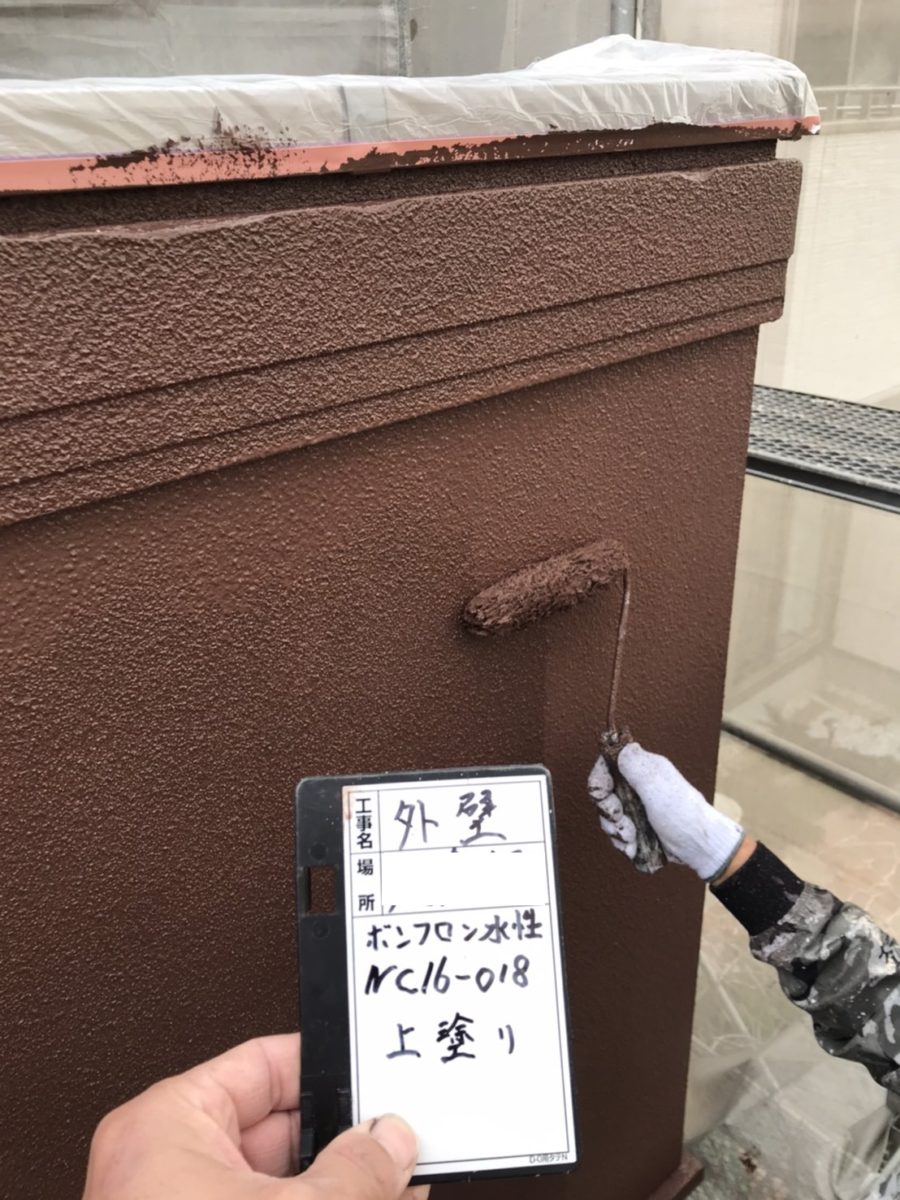 工事名 外壁
場所
ボンフロン水性
NC16-018
上塗り